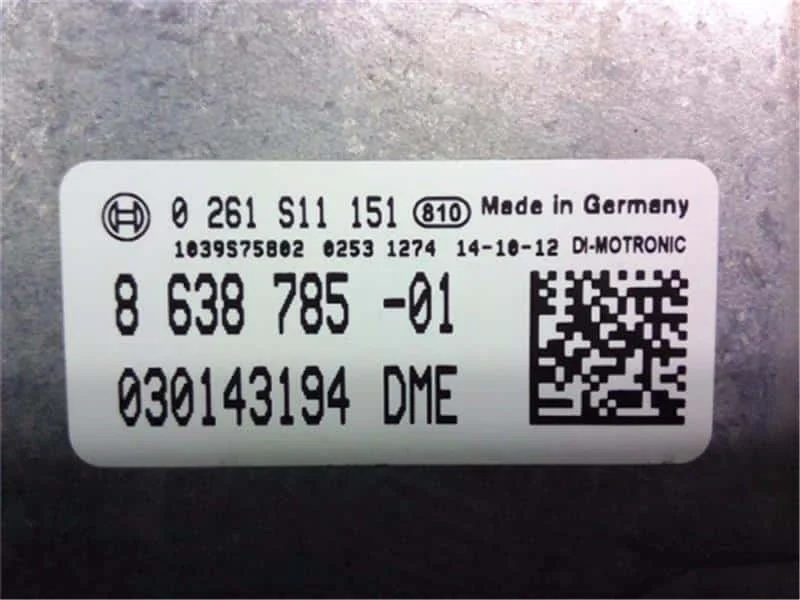 0 261 S11 151 810 Made in Germany
1039S75802 0253 1274 14-10-12 DI-MOTRONIC
8 638 785 -01
030143194 DME